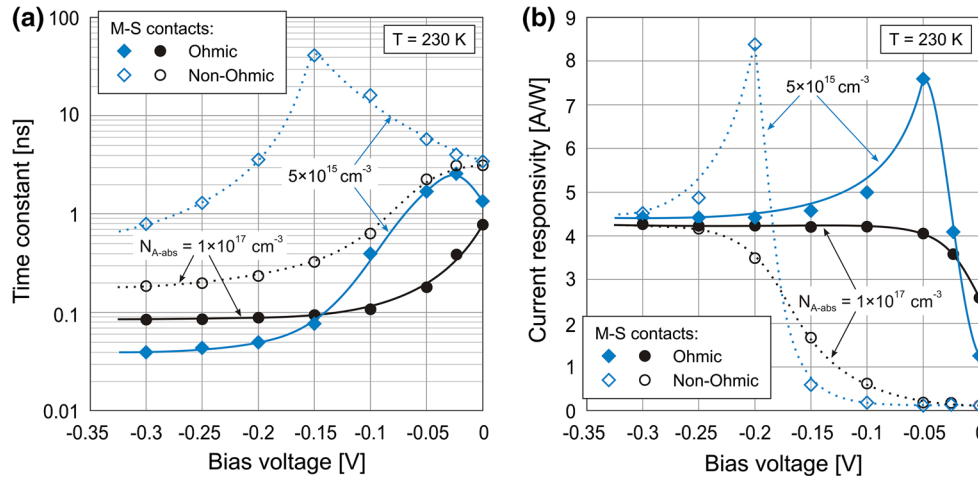 (a)
100
10
1
0.1
0.01
Time constant [ns]
M-S contacts:
Ohmic
Non-Ohmic
T = 230 K
5×10¹⁵ cm⁻³
N_A-abs = 1×10¹⁷ cm⁻³
-0.35 -0.3 -0.25 -0.2 -0.15 -0.1 -0.05 0
Bias voltage [V]
(b)
9
8
7
6
5
4
3
2
1
0
Current responsivity [A/W]
T = 230 K
5×10¹⁵ cm⁻³
N_A-abs = 1×10¹⁷ cm⁻³
M-S contacts:
Ohmic
Non-Ohmic
-0.35 -0.3 -0.25 -0.2 -0.15 -0.1 -0.05 0
Bias voltage [V]